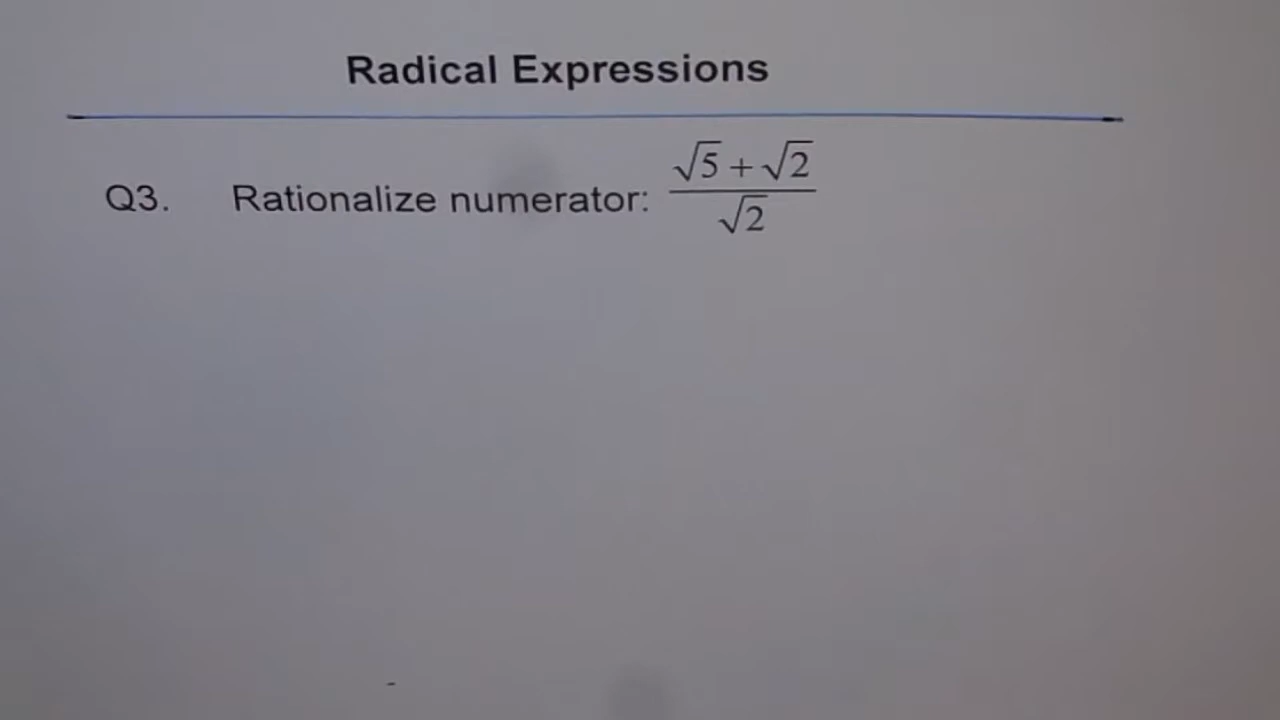 Radical Expressions
Q3. Rationalize numerator: (√5 + √2) / √2